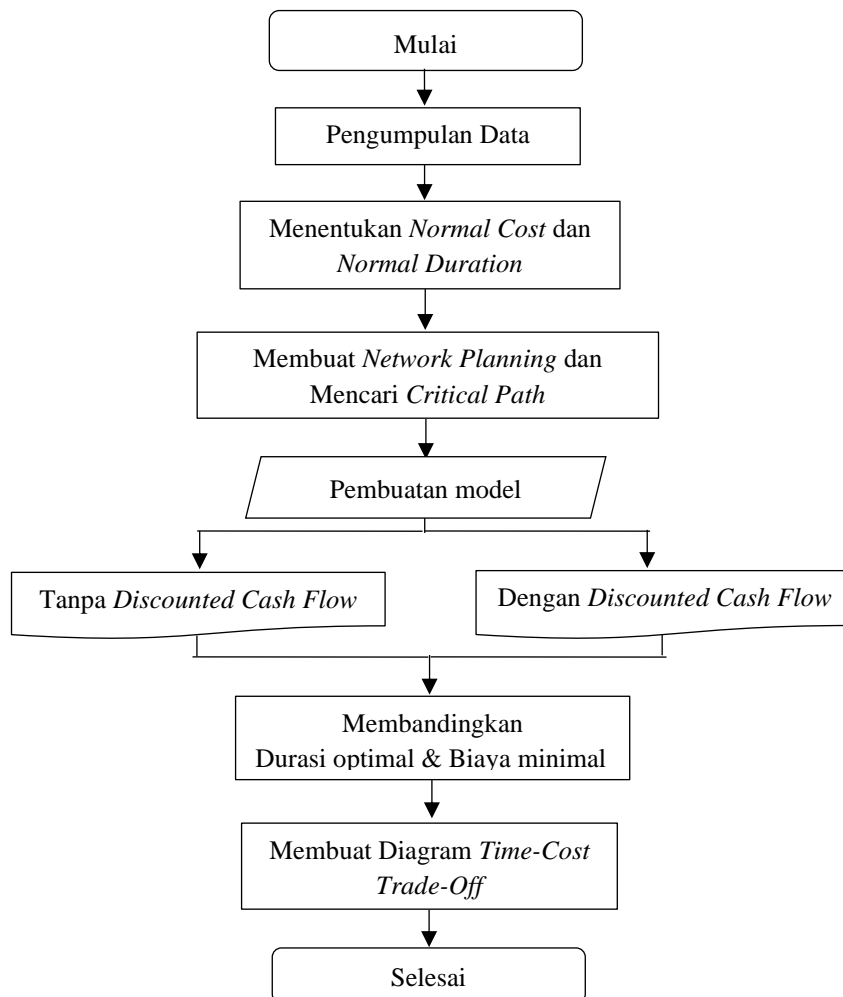 Mulai
Pengumpulan Data
Menentukan Normal Cost dan
Normal Duration
Membuat Network Planning dan
Mencari Critical Path
Pembuatan model
Tanpa Discounted Cash Flow
Dengan Discounted Cash Flow
Membandingkan
Durasi optimal & Biaya minimal
Membuat Diagram Time-Cost
Trade-Off
Selesai